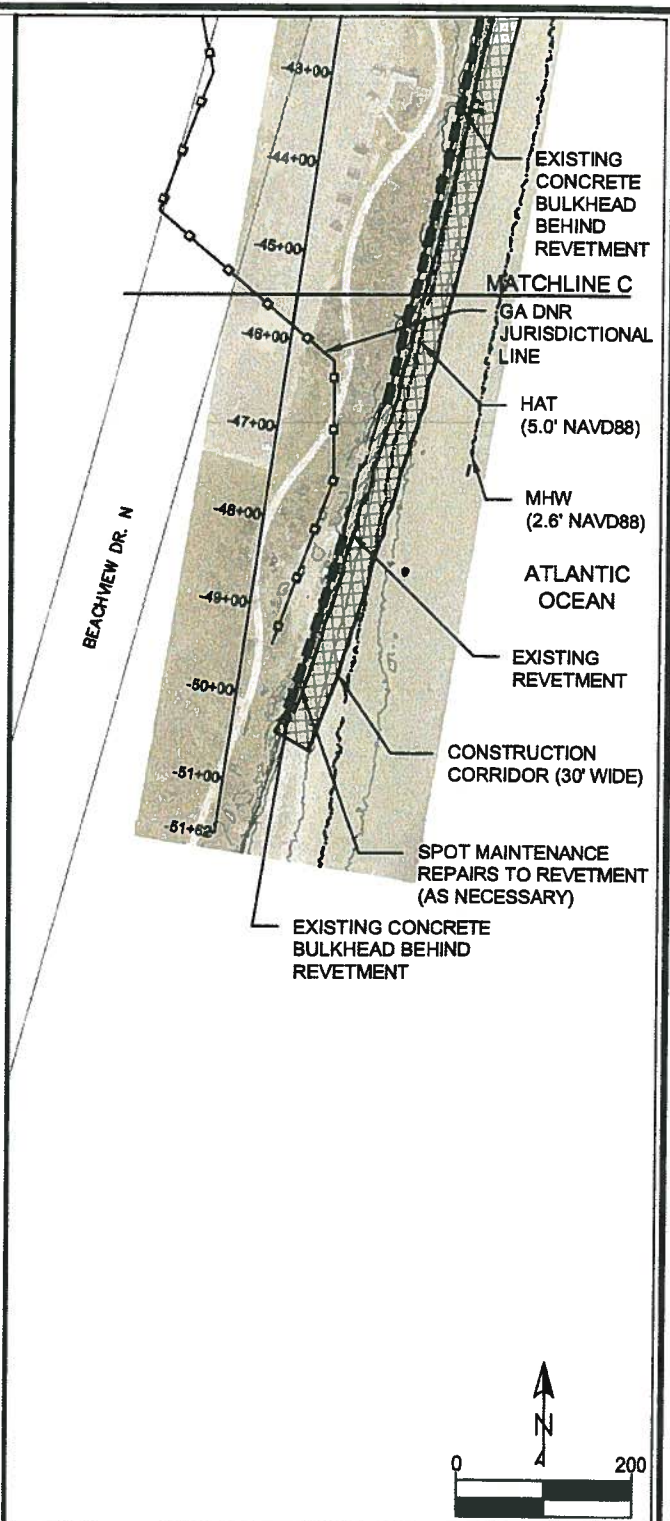 -43+00
-44+00
-45+00
-46+00
-47+00
-48+00
-49+00
-50+00
-51+00
-51+62
BEACHVIEW DR. N
EXISTING
CONCRETE
BULKHEAD
BEHIND
REVETMENT
MATCHLINE C
GA DNR
JURISDICTIONAL
LINE
HAT
(5.0' NAVD88)
MHW
(2.6' NAVD88)
ATLANTIC
OCEAN
EXISTING
REVETMENT
CONSTRUCTION
CORRIDOR (30' WIDE)
SPOT MAINTENANCE
REPAIRS TO REVETMENT
(AS NECESSARY)
EXISTING CONCRETE
BULKHEAD BEHIND
REVETMENT
N
0 200